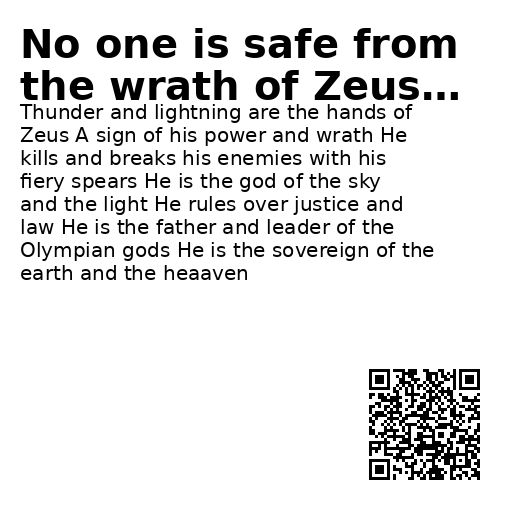 No one is safe from
the wrath of Zeus...
Thunder and lightning are the hands of
Zeus A sign of his power and wrath He
kills and breaks his enemies with his
fiery spears He is the god of the sky
and the light He rules over justice and
law He is the father and leader of the
Olympian gods He is the sovereign of the
earth and the heaaven